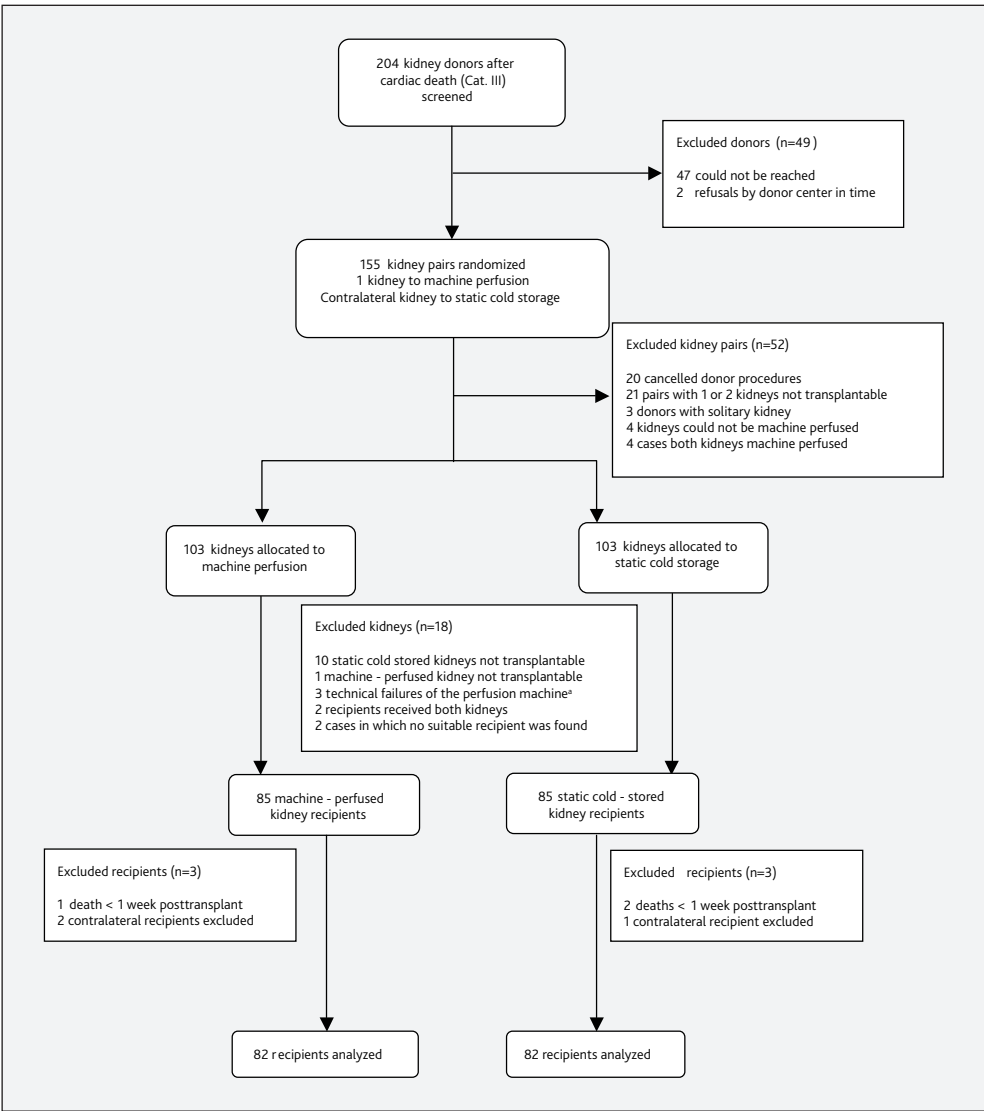 204 kidney donors after
cardiac death (Cat. III)
screened
Excluded donors (n=49)
47 could not be reached
2 refusals by donor center in time
155 kidney pairs randomized
1 kidney to machine perfusion
Contralateral kidney to static cold storage
Excluded kidney pairs (n=52)
20 cancelled donor procedures
21 pairs with 1 or 2 kidneys not transplantable
3 donors with solitary kidney
4 kidneys could not be machine perfused
4 cases both kidneys machine perfused
103 kidneys allocated to
machine perfusion
103 kidneys allocated to
static cold storage
Excluded kidneys (n=18)
10 static cold stored kidneys not transplantable
1 machine - perfused kidney not transplantable
3 technical failures of the perfusion machineᵃ
2 recipients received both kidneys
2 cases in which no suitable recipient was found
85 machine - perfused
kidney recipients
85 static cold - stored
kidney recipients
Excluded recipients (n=3)
1 death < 1 week posttransplant
2 contralateral recipients excluded
Excluded recipients (n=3)
2 deaths < 1 week posttransplant
1 contralateral recipient excluded
82 recipients analyzed
82 recipients analyzed